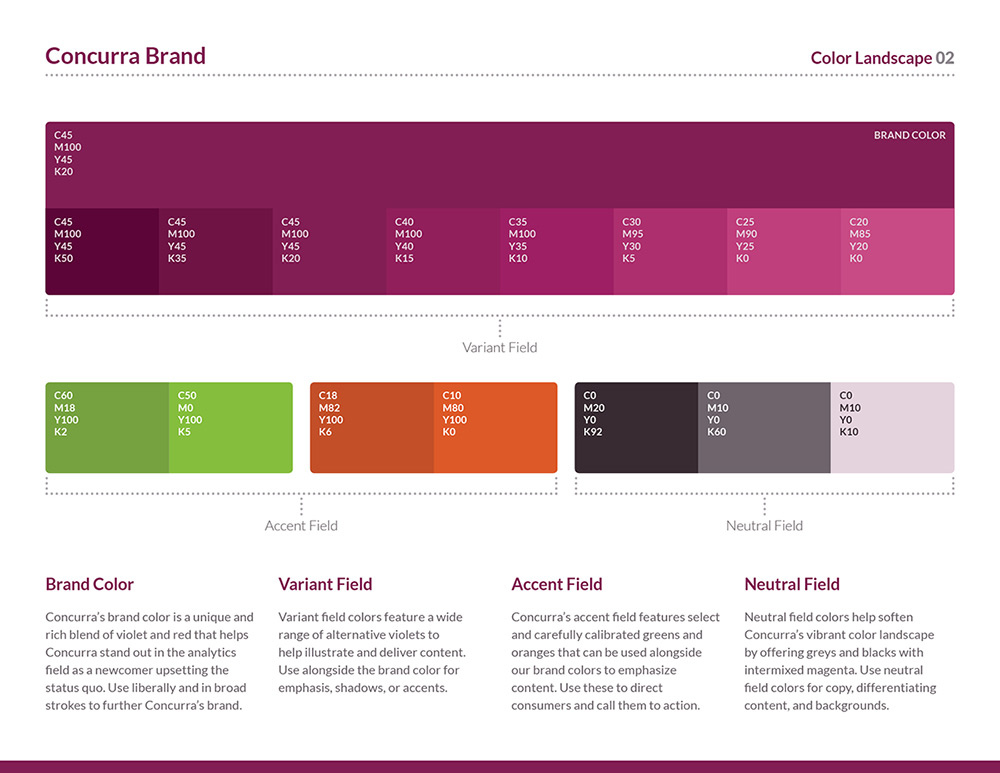 Concurra Brand
Color Landscape 02
C45
M100
Y45
K20
BRAND COLOR
C45
M100
Y45
K50
C45
M100
Y45
K35
C45
M100
Y45
K20
C40
M100
Y40
K15
C35
M100
Y35
K10
C30
M95
Y30
K5
C25
M90
Y25
K0
C20
M85
Y20
K0
Variant Field
C60
M18
Y100
K2
C50
M0
Y100
K5
C18
M82
Y100
K6
C10
M80
Y100
K0
C0
M20
Y0
K92
C0
M10
Y0
K60
C0
M10
Y0
K10
Accent Field
Neutral Field
Brand Color
Concurra’s brand color is a unique and
rich blend of violet and red that helps
Concurra stand out in the analytics
field as a newcomer upsetting the
status quo. Use liberally and in broad
strokes to further Concurra’s brand.
Variant Field
Variant field colors feature a wide
range of alternative violets to
help illustrate and deliver content.
Use alongside the brand color for
emphasis, shadows, or accents.
Accent Field
Concurra’s accent field features select
and carefully calibrated greens and
oranges that can be used alongside
our brand colors to emphasize
content. Use these to direct
consumers and call them to action.
Neutral Field
Neutral field colors help soften
Concurra’s vibrant color landscape
by offering greys and blacks with
intermixed magenta. Use neutral
field colors for copy, differentiating
content, and backgrounds.